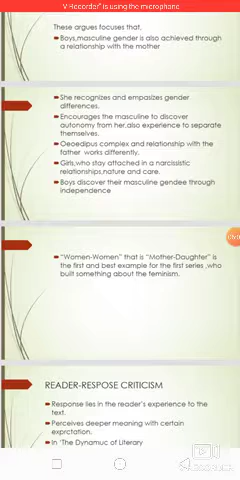 V Recorder" is using the microphone
These argues focuses that,
Boys,masculine gender is also achieved through
a relationship with the mother
She recognizes and empasizes gender
differences.
Encourages the masculine to discover
autonomy from her,also experience to separate
themselves.
Oeoedipus complex and relationship with the
father works differently.
Girls,who stay attached in a narcissistic
relationships,nature and care.
Boys discover their masculine gendee through
independence
"Women-Women" that is "Mother-Daughter" is
the first and best example for the first series ,who
built something about the feminism.
READER-RESPOSE CRITICISM
Response lies in the reader's experience to the
text.
Perceives deeper meaning with certain
exprctation.
In 'The Dynamuc of Literary